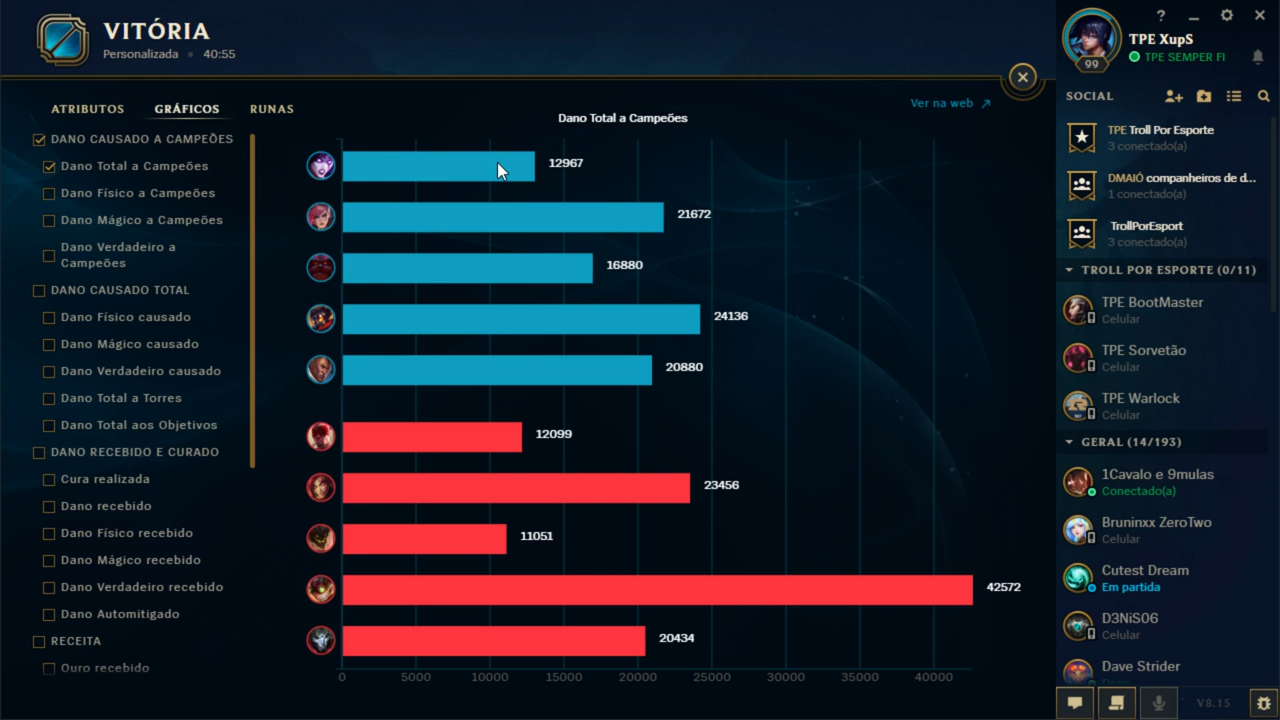 VITÓRIA
Personalizada • 40:55
ATRIBUTOS GRÁFICOS RUNAS
Ver na web
DANO CAUSADO A CAMPEÕES
Dano Total a Campeões
Dano Físico a Campeões
Dano Mágico a Campeões
Dano Verdadeiro a
Campeões
DANO CAUSADO TOTAL
Dano Físico causado
Dano Mágico causado
Dano Verdadeiro causado
Dano Total a Torres
Dano Total aos Objetivos
DANO RECEBIDO E CURADO
Cura realizada
Dano recebido
Dano Físico recebido
Dano Mágico recebido
Dano Verdadeiro recebido
Dano Automitigado
RECEITA
Ouro recebido
Dano Total a Campeões
12967
21672
16880
24136
20880
12099
23456
11051
42572
20434
0 5000 10000 15000 20000 25000 30000 35000 40000
?
99
TPE XupS
TPE SEMPER FI
SOCIAL
TPE Troll Por Esporte
3 conectado(a)
DMAIÓ companheiros de d...
1 conectado(a)
TrollPorEsport
3 conectado(a)
TROLL POR ESPORTE (0/11)
TPE BootMaster
Celular
TPE Sorvetão
Celular
TPE Warlock
Celular
GERAL (14/193)
1Cavalo e 9mulas
Conectado(a)
Bruninxx ZeroTwo
Celular
Cutest Dream
Em partida
D3NiS06
Celular
Dave Strider
V8.15